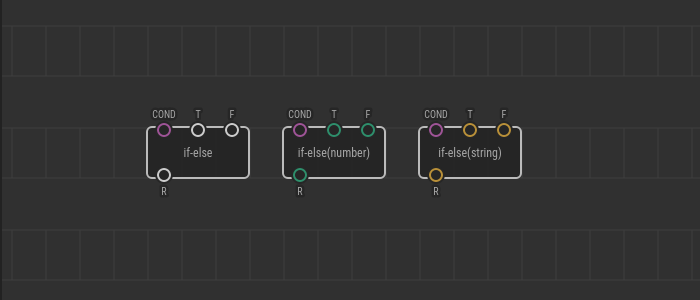 COND T F COND T F COND T F
if-else if-else(number) if-else(string)
R R R